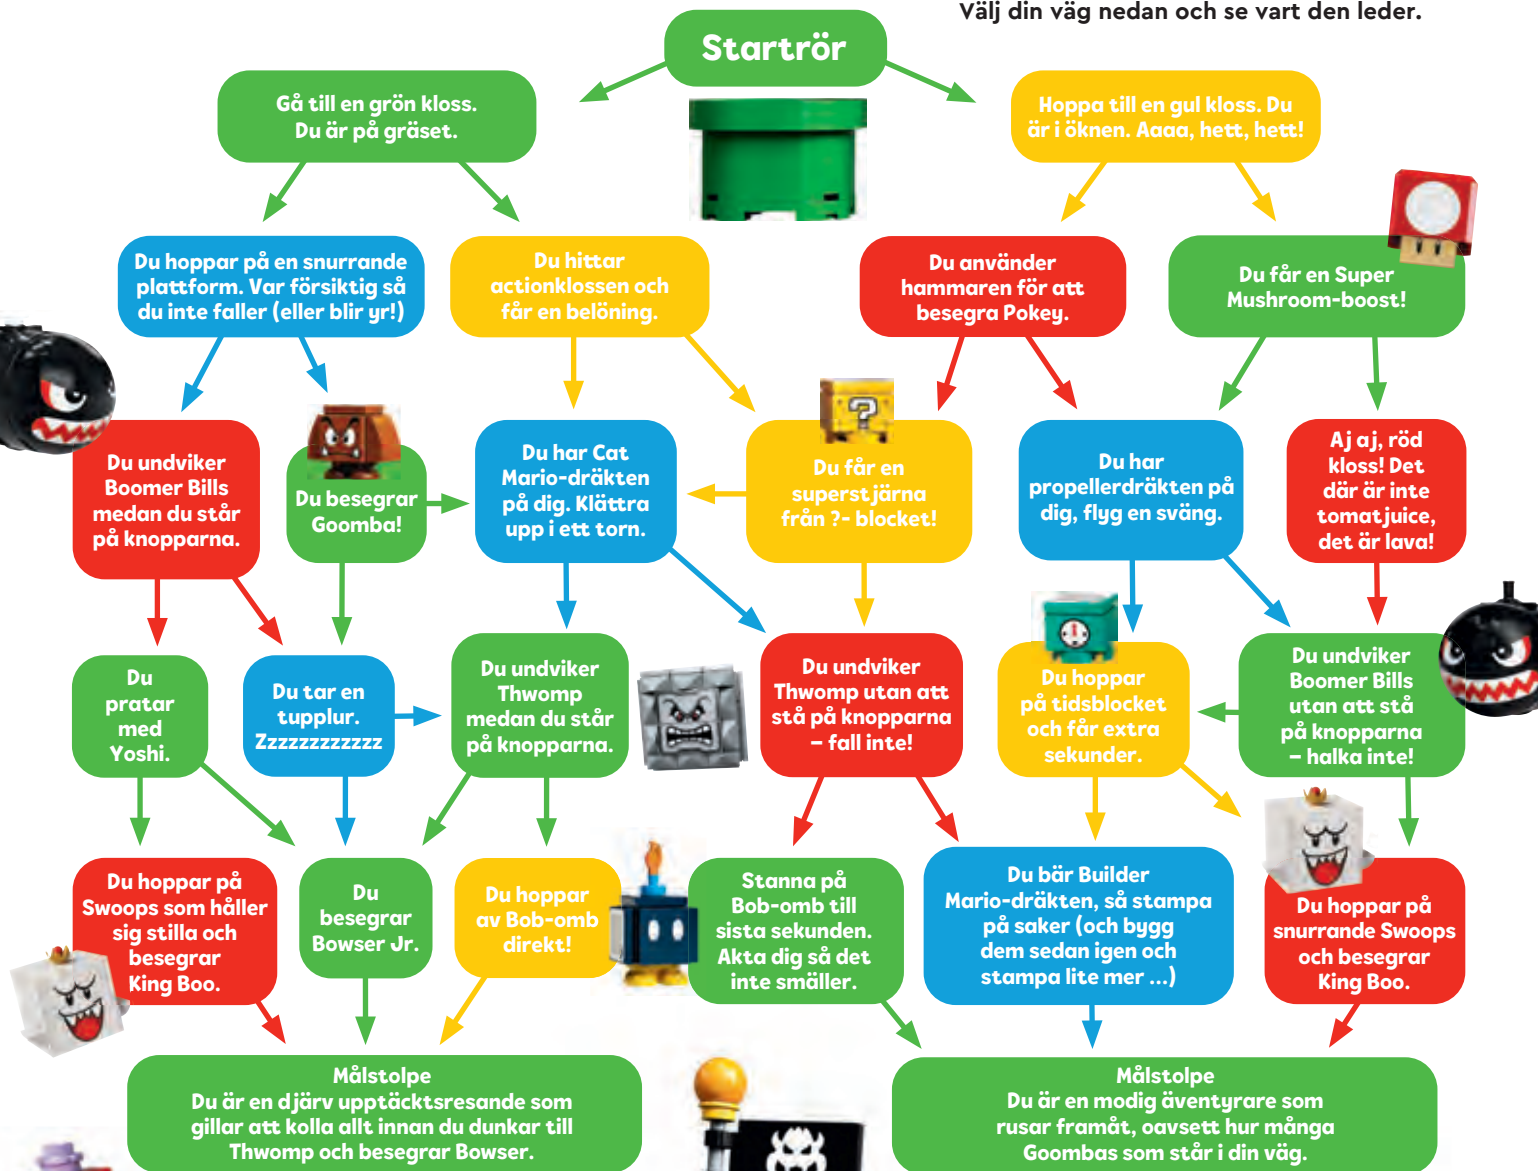 Välj din väg nedan och se vart den leder.
Startrör
Gå till en grön kloss.
Du är på gräset.
Hoppa till en gul kloss. Du
är i öknen. Aaaa, hett, hett!
Du hoppar på en snurrande
plattform. Var försiktig så
du inte faller (eller blir yr!)
Du hittar
actionklossen och
får en belöning.
Du använder
hammaren för att
besegra Pokey.
Du får en Super
Mushroom-boost!
Du undviker
Boomer Bills
medan du står
på knopparna.
Du besegrar
Goomba!
Du har Cat
Mario-dräkten
på dig. Klättra
upp i ett torn.
?
Du får en
superstjärna
från ?- blocket!
Du har
propellerdräkten på
dig, flyg en sväng.
Aj aj, röd
kloss! Det
där är inte
tomatjuice,
det är lava!
Du
pratar
med
Yoshi.
Du tar en
tupplur.
Zzzzzzzzzzzz
Du undviker
Thwomp
medan du står
på knopparna.
Du undviker
Thwomp utan att
stå på knopparna
– fall inte!
Du hoppar
på tidsblocket
och får extra
sekunder.
Du undviker
Boomer Bills
utan att stå
på knopparna
– halka inte!
Du hoppar på
Swoops som håller
sig stilla och
besegrar
King Boo.
Du
besegrar
Bowser Jr.
Du hoppar
av Bob-omb
direkt!
Stanna på
Bob-omb till
sista sekunden.
Akta dig så det
inte smäller.
Du bär Builder
Mario-dräkten, så stampa
på saker (och bygg
dem sedan igen och
stampa lite mer ...)
Du hoppar på
snurrande Swoops
och besegrar
King Boo.
Målstolpe
Du är en djärv upptäcktsresande som
gillar att kolla allt innan du dunkar till
Thwomp och besegrar Bowser.
Målstolpe
Du är en modig äventyrare som
rusar framåt, oavsett hur många
Goombas som står i din väg.